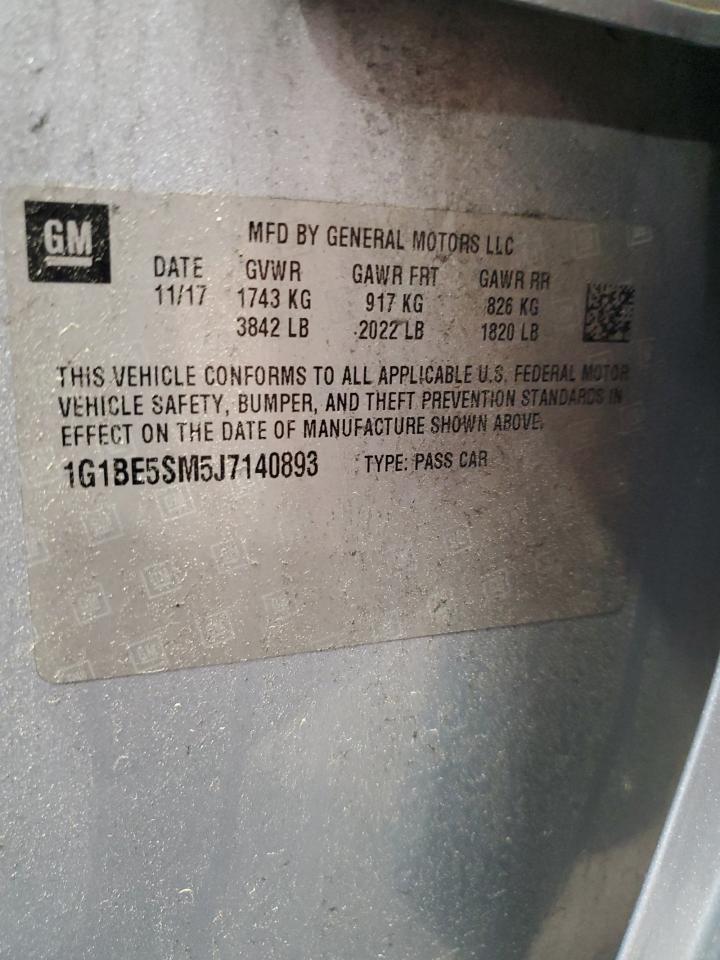 GM
MFD BY GENERAL MOTORS LLC
DATE GVWR GAWR FRT GAWR RR
11/17 1743 KG 917 KG 826 KG
3842 LB 2022 LB 1820 LB
THIS VEHICLE CONFORMS TO ALL APPLICABLE U.S. FEDERAL MOTOR
VEHICLE SAFETY, BUMPER, AND THEFT PREVENTION STANDARDS IN
EFFECT ON THE DATE OF MANUFACTURE SHOWN ABOVE.
1G1BE5SM5J7140893 TYPE: PASS CAR